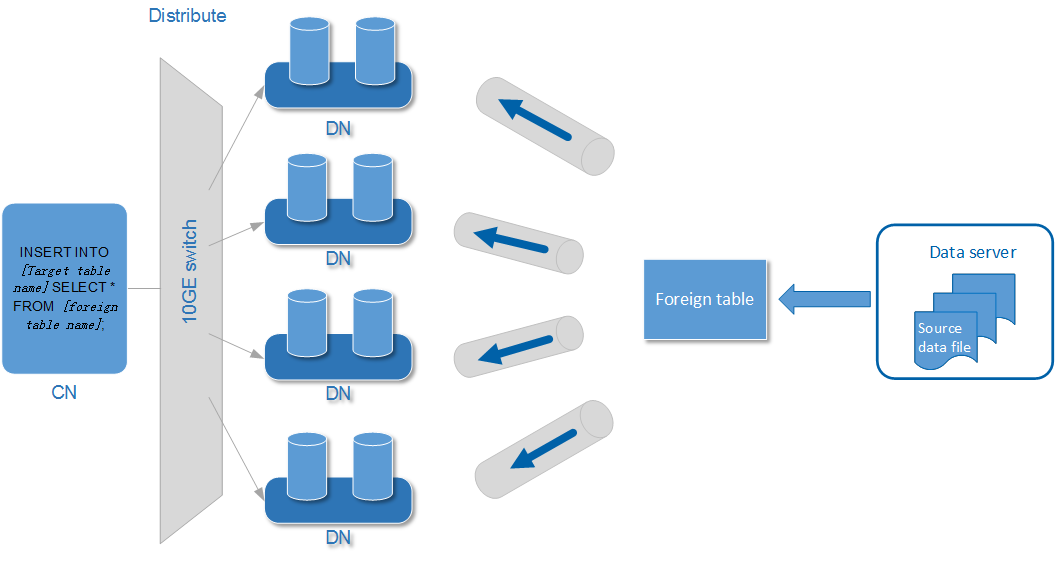 Distribute
DN
DN
DN
DN
10GE switch
INSERT INTO
[Target table
name] SELECT *
FROM [foreign
table name];
CN
Foreign table
Data server
Source
data file